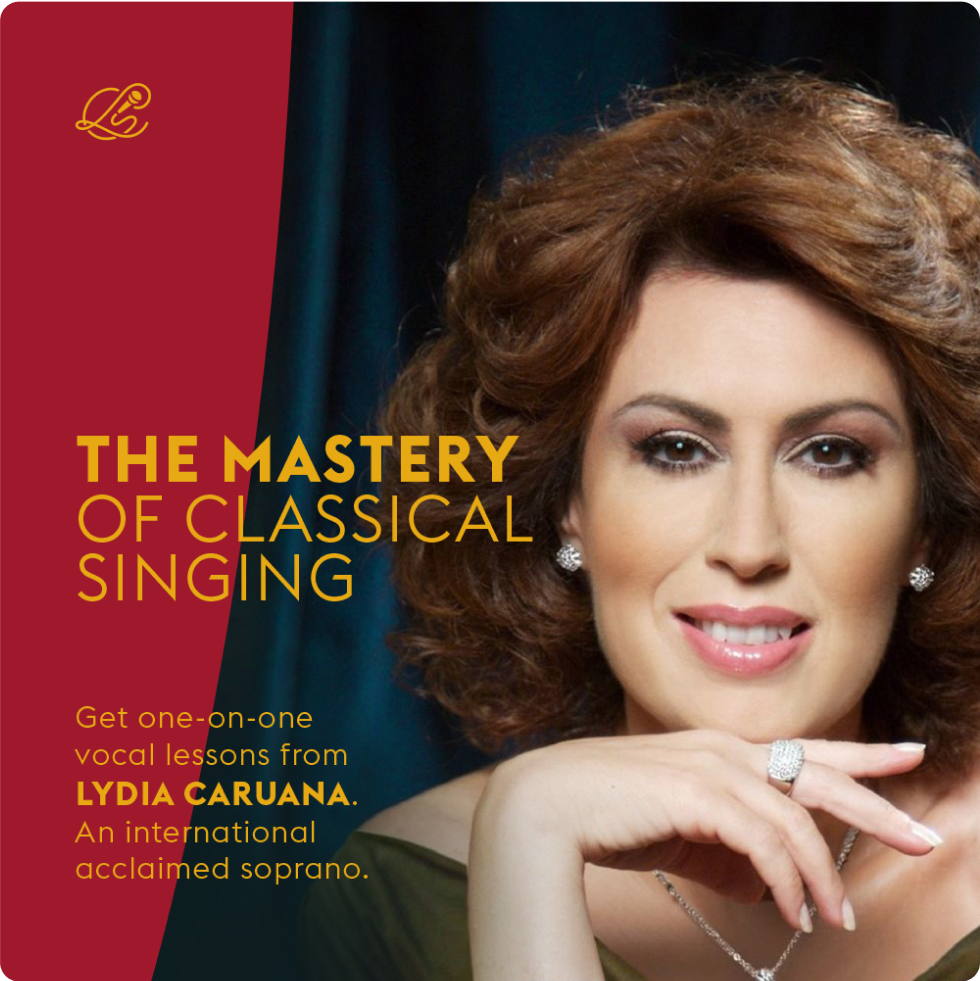 THE MASTERY
OF CLASSICAL
SINGING
Get one-on-one
vocal lessons from
LYDIA CARUANA.
An international
acclaimed soprano.